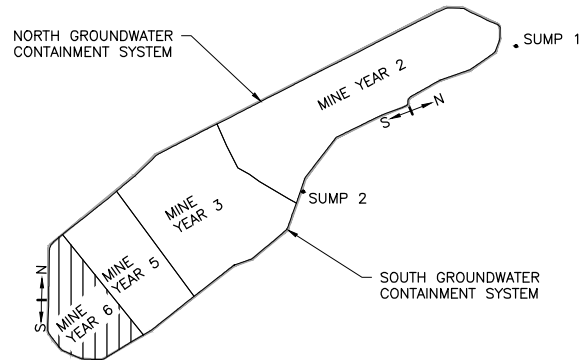 NORTH GROUNDWATER
CONTAINMENT SYSTEM
SUMP 1
MINE YEAR 2
S
N
SUMP 2
MINE
YEAR 3
MINE
YEAR 5
N
S
MINE
YEAR 6
SOUTH GROUNDWATER
CONTAINMENT SYSTEM